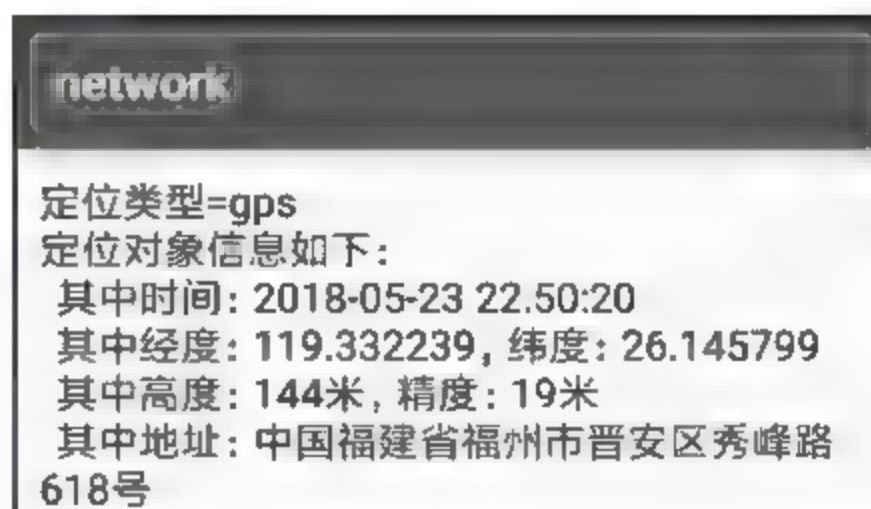 network
定位类型=gps
定位对象信息如下：
其中时间：2018-05-23 22.50:20
其中经度：119.332239，纬度：26.145799
其中高度：144米，精度：19米
其中地址：中国福建省福州市晋安区秀峰路
618号